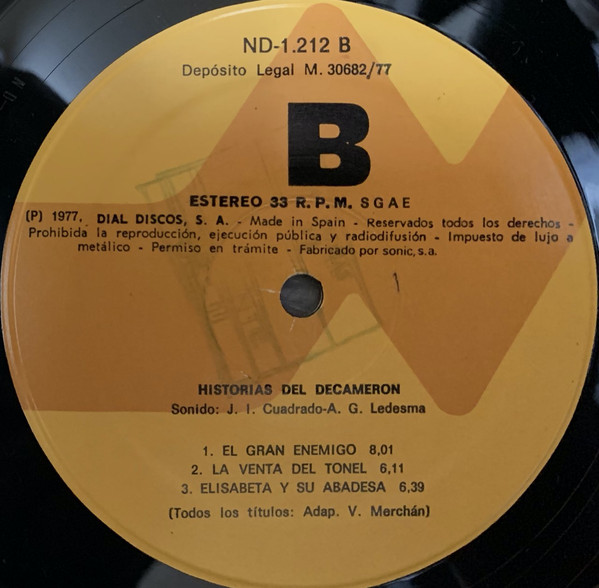 ND-1.212 B
Depósito Legal M. 30682/77
B
ESTEREO 33 R.P.M. SGAE
(P) 1977, DIAL DISCOS, S. A. - Made in Spain - Reservados todos los derechos -
Prohibida la reproducción, ejecución pública y radiodifusión - Impuesto de lujo a
metálico - Permiso en trámite - Fabricado por sonic, s.a.
HISTORIAS DEL DECAMERON
Sonido: J. I. Cuadrado-A. G. Ledesma
1. EL GRAN ENEMIGO 8,01
2. LA VENTA DEL TONEL 6,11
3. ELISABETA Y SU ABADESA 6,39
(Todos los títulos: Adap. V. Merchán)